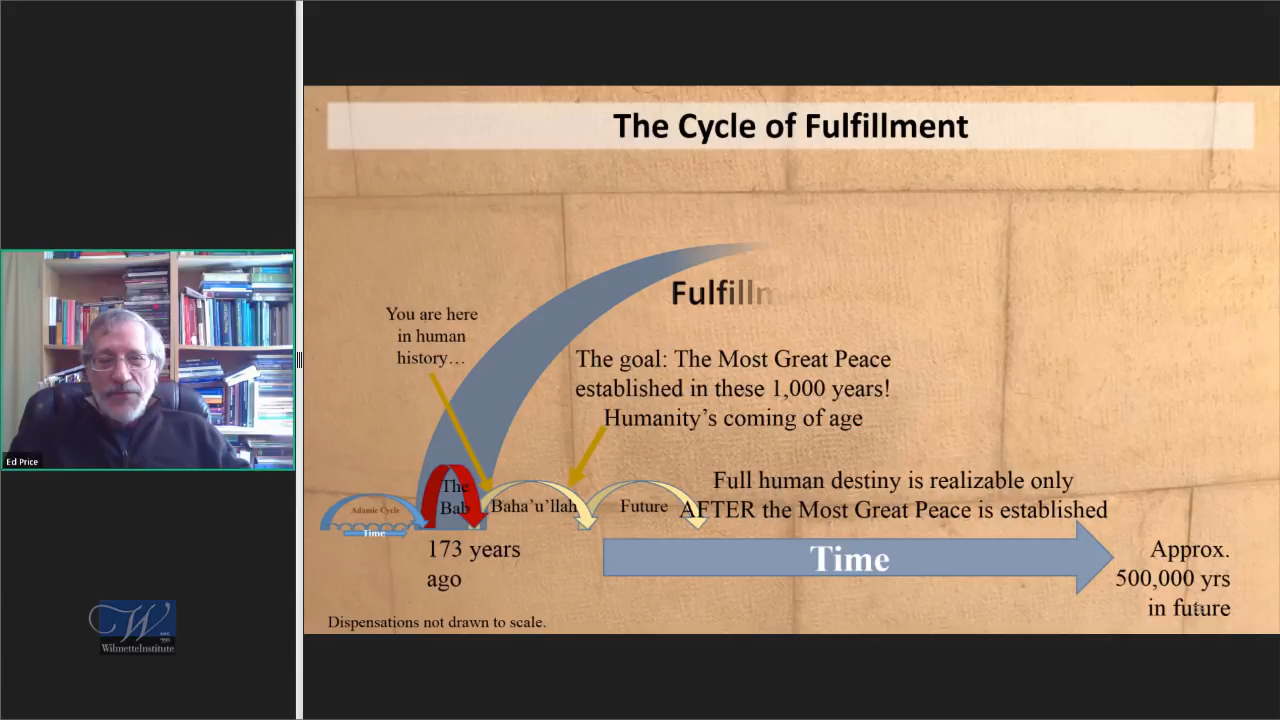 The Cycle of Fulfillment
Fulfillm
You are here
in human
history…
The goal: The Most Great Peace
established in these 1,000 years!
Humanity's coming of age
Full human destiny is realizable only
AFTER the Most Great Peace is established
Adamic Cycle
Time
The
Bab
Baha'u'llah
Future
173 years
ago
Time
Approx.
500,000 yrs
in future
Dispensations not drawn to scale.
Ed Price
W
WilmetteInstitute